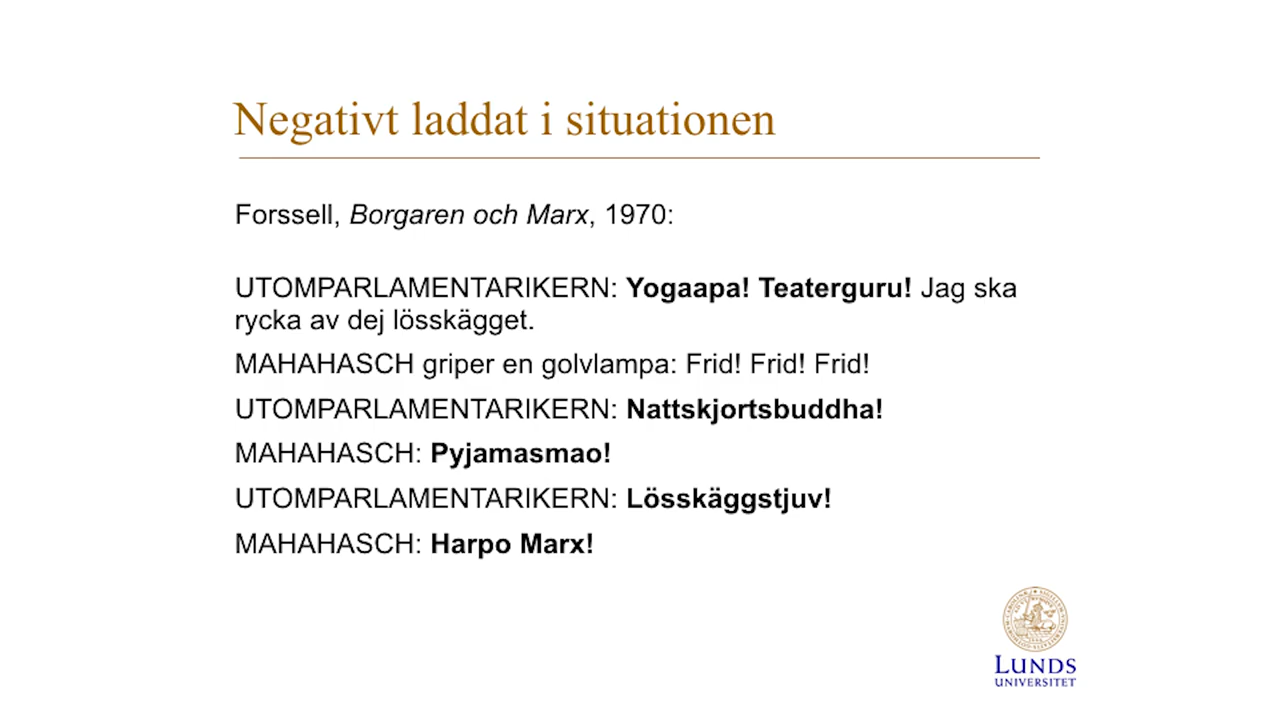 Negativt laddat i situationen
Forssell, Borgaren och Marx, 1970:
UTOMPARLAMENTARIKERN: Yogaapa! Teaterguru! Jag ska
rycka av dej lösskägget.
MAHAHASCH griper en golvlampa: Frid! Frid! Frid!
UTOMPARLAMENTARIKERN: Nattskjortsbuddha!
MAHAHASCH: Pyjamasmao!
UTOMPARLAMENTARIKERN: Lösskäggstjuv!
MAHAHASCH: Harpo Marx!
LUNDS
UNIVERSITET